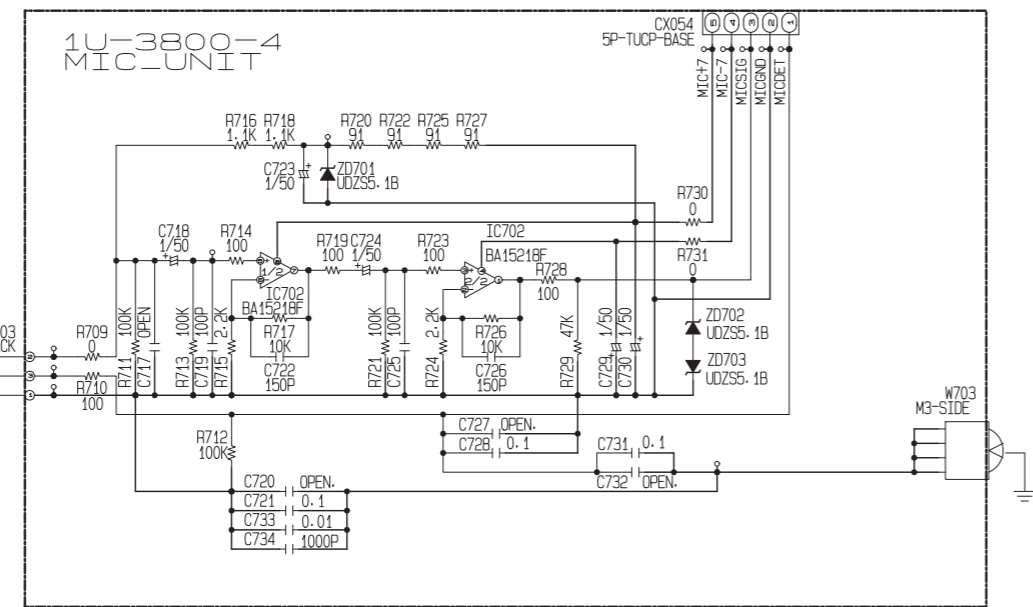 1U-3800-4
MIC_UNIT
CX054
5P-TUCP-BASE
5 4 3 2 1
MIC+7
MIC-7
MICSIG
MICGND
MICDET
R716 R718 R720 R722 R725 R727
1.1K 1.1K 91 91 91 91
C723
1/50
+
ZD701
UDZS5.1B
R730
0
R731
0
C718
1/50
+
R714
100
1/2
IC702
BA15218F
R719
100
C724
1/50
+
R723
100
IC702
BA15218F
2/2
R728
100
03
CK
R709
0
R710
100
R711
100K
C717
OPEN
R713
100K
C719
100P
R715
2.2K
R717
10K
C722
150P
R721
100K
C725
100P
R724
2.2K
R726
10K
C726
150P
R729
47K
C729
1/50
+
C730
1/50
+
ZD702
UDZS5.1B
ZD703
UDZS5.1B
2
3
1
W703
M3-SIDE
R712
100K
C727 OPEN.
C728 0.1
C731 0.1
C732 OPEN.
C720 OPEN.
C721 0.1
C733 0.01
C734 1000P